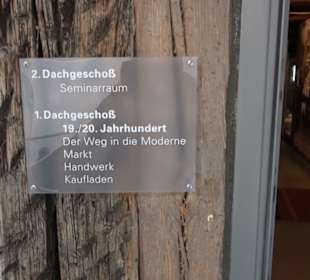 2. Dachgeschoß
Seminarraum
1. Dachgeschoß
19./20. Jahrhundert
Der Weg in die Moderne
Markt
Handwerk
Kaufladen